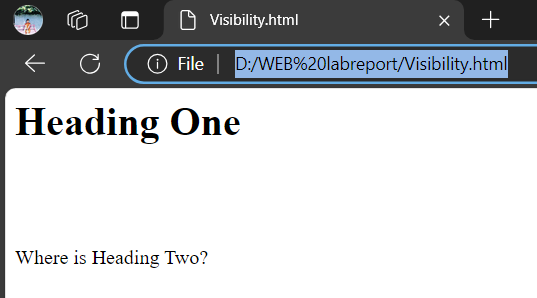 Visibility.html
File
D:/WEB%20labreport/Visibility.html
Heading One
Where is Heading Two?